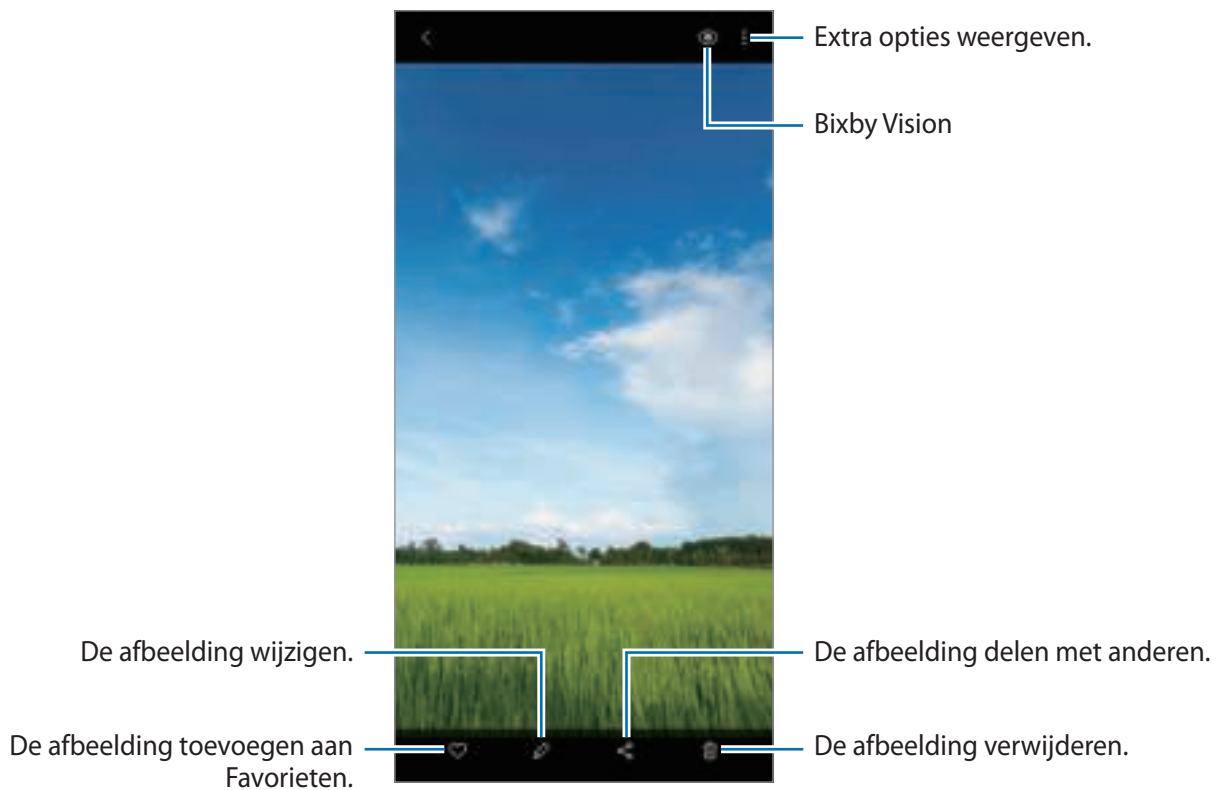 Extra opties weergeven.
Bixby Vision
De afbeelding wijzigen.
De afbeelding delen met anderen.
De afbeelding toevoegen aan
Favorieten.
De afbeelding verwijderen.